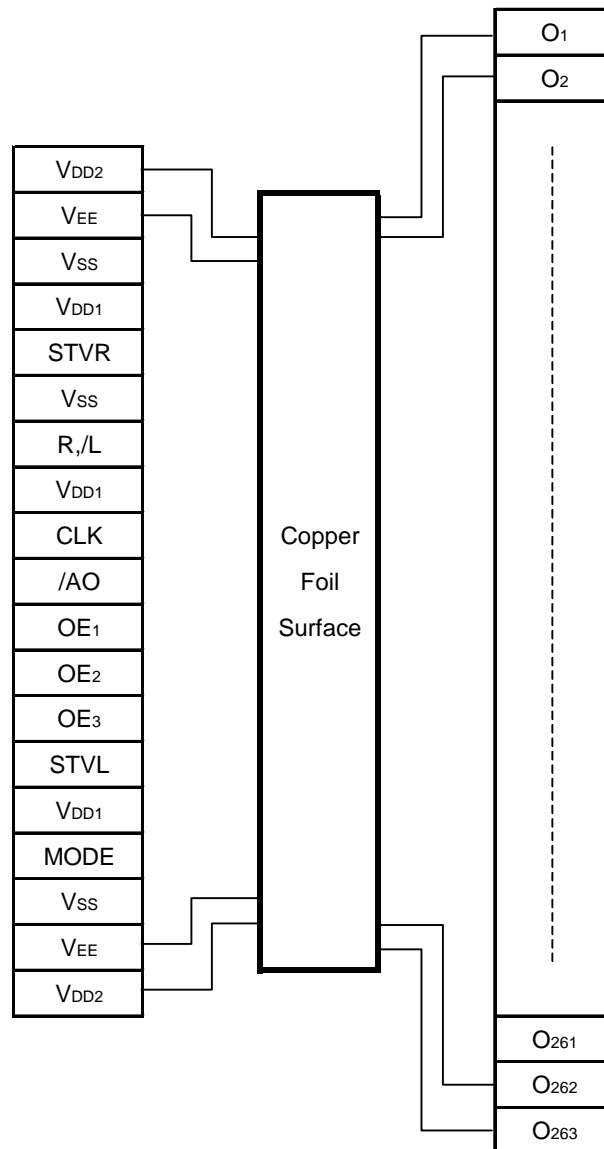 VDD2
VEE
VSS
VDD1
STVR
VSS
R,/L
VDD1
CLK
/AO
OE1
OE2
OE3
STVL
VDD1
MODE
VSS
VEE
VDD2
Copper
Foil
Surface
O1
O2
O261
O262
O263